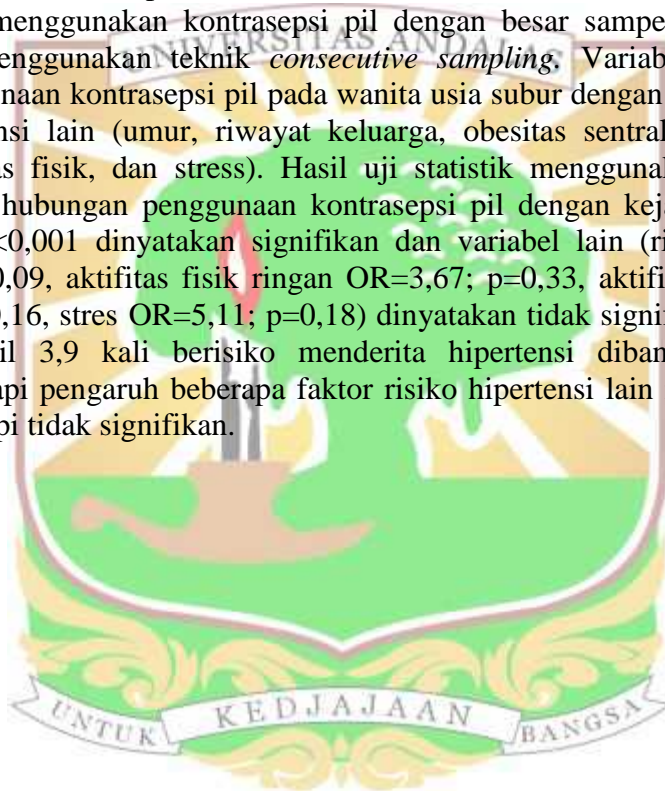 menggunakan kontrasepsi pil dengan besar sampe
enggunakan teknik consecutive sampling. Variab
UNIVERSITAS ANDALAS
naan kontrasepsi pil pada wanita usia subur dengan
nsi lain (umur, riwayat keluarga, obesitas sentral
as fisik, dan stress). Hasil uji statistik menggunal
hubungan penggunaan kontrasepsi pil dengan keja
<0,001 dinyatakan signifikan dan variabel lain (ri
0,09, aktifitas fisik ringan OR=3,67; p=0,33, aktifi
0,16, stres OR=5,11; p=0,18) dinyatakan tidak signif
il 3,9 kali berisiko menderita hipertensi diban
api pengaruh beberapa faktor risiko hipertensi lain
pi tidak signifikan.
UNTUK KEDJAJAAN BANGSA